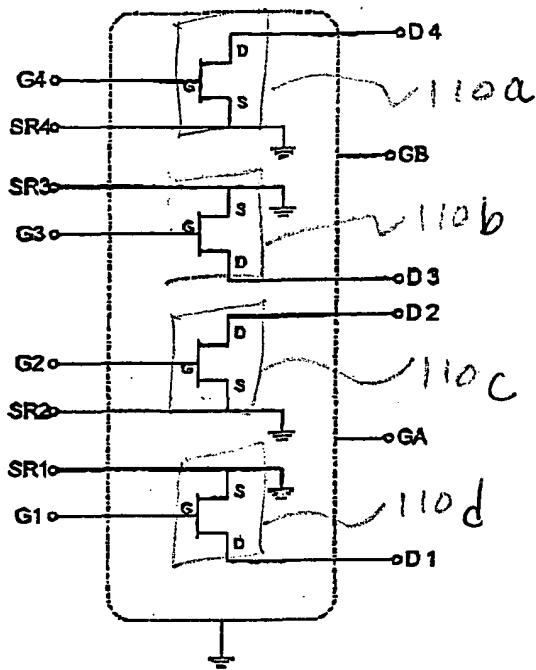 D4
D
G4
G
110a
S
SR4
GB
SR3
S
110b
G3
G
D
D3
D2
D
G2
G
110c
S
SR2
GA
SR1
S
110d
G1
G
D
D1